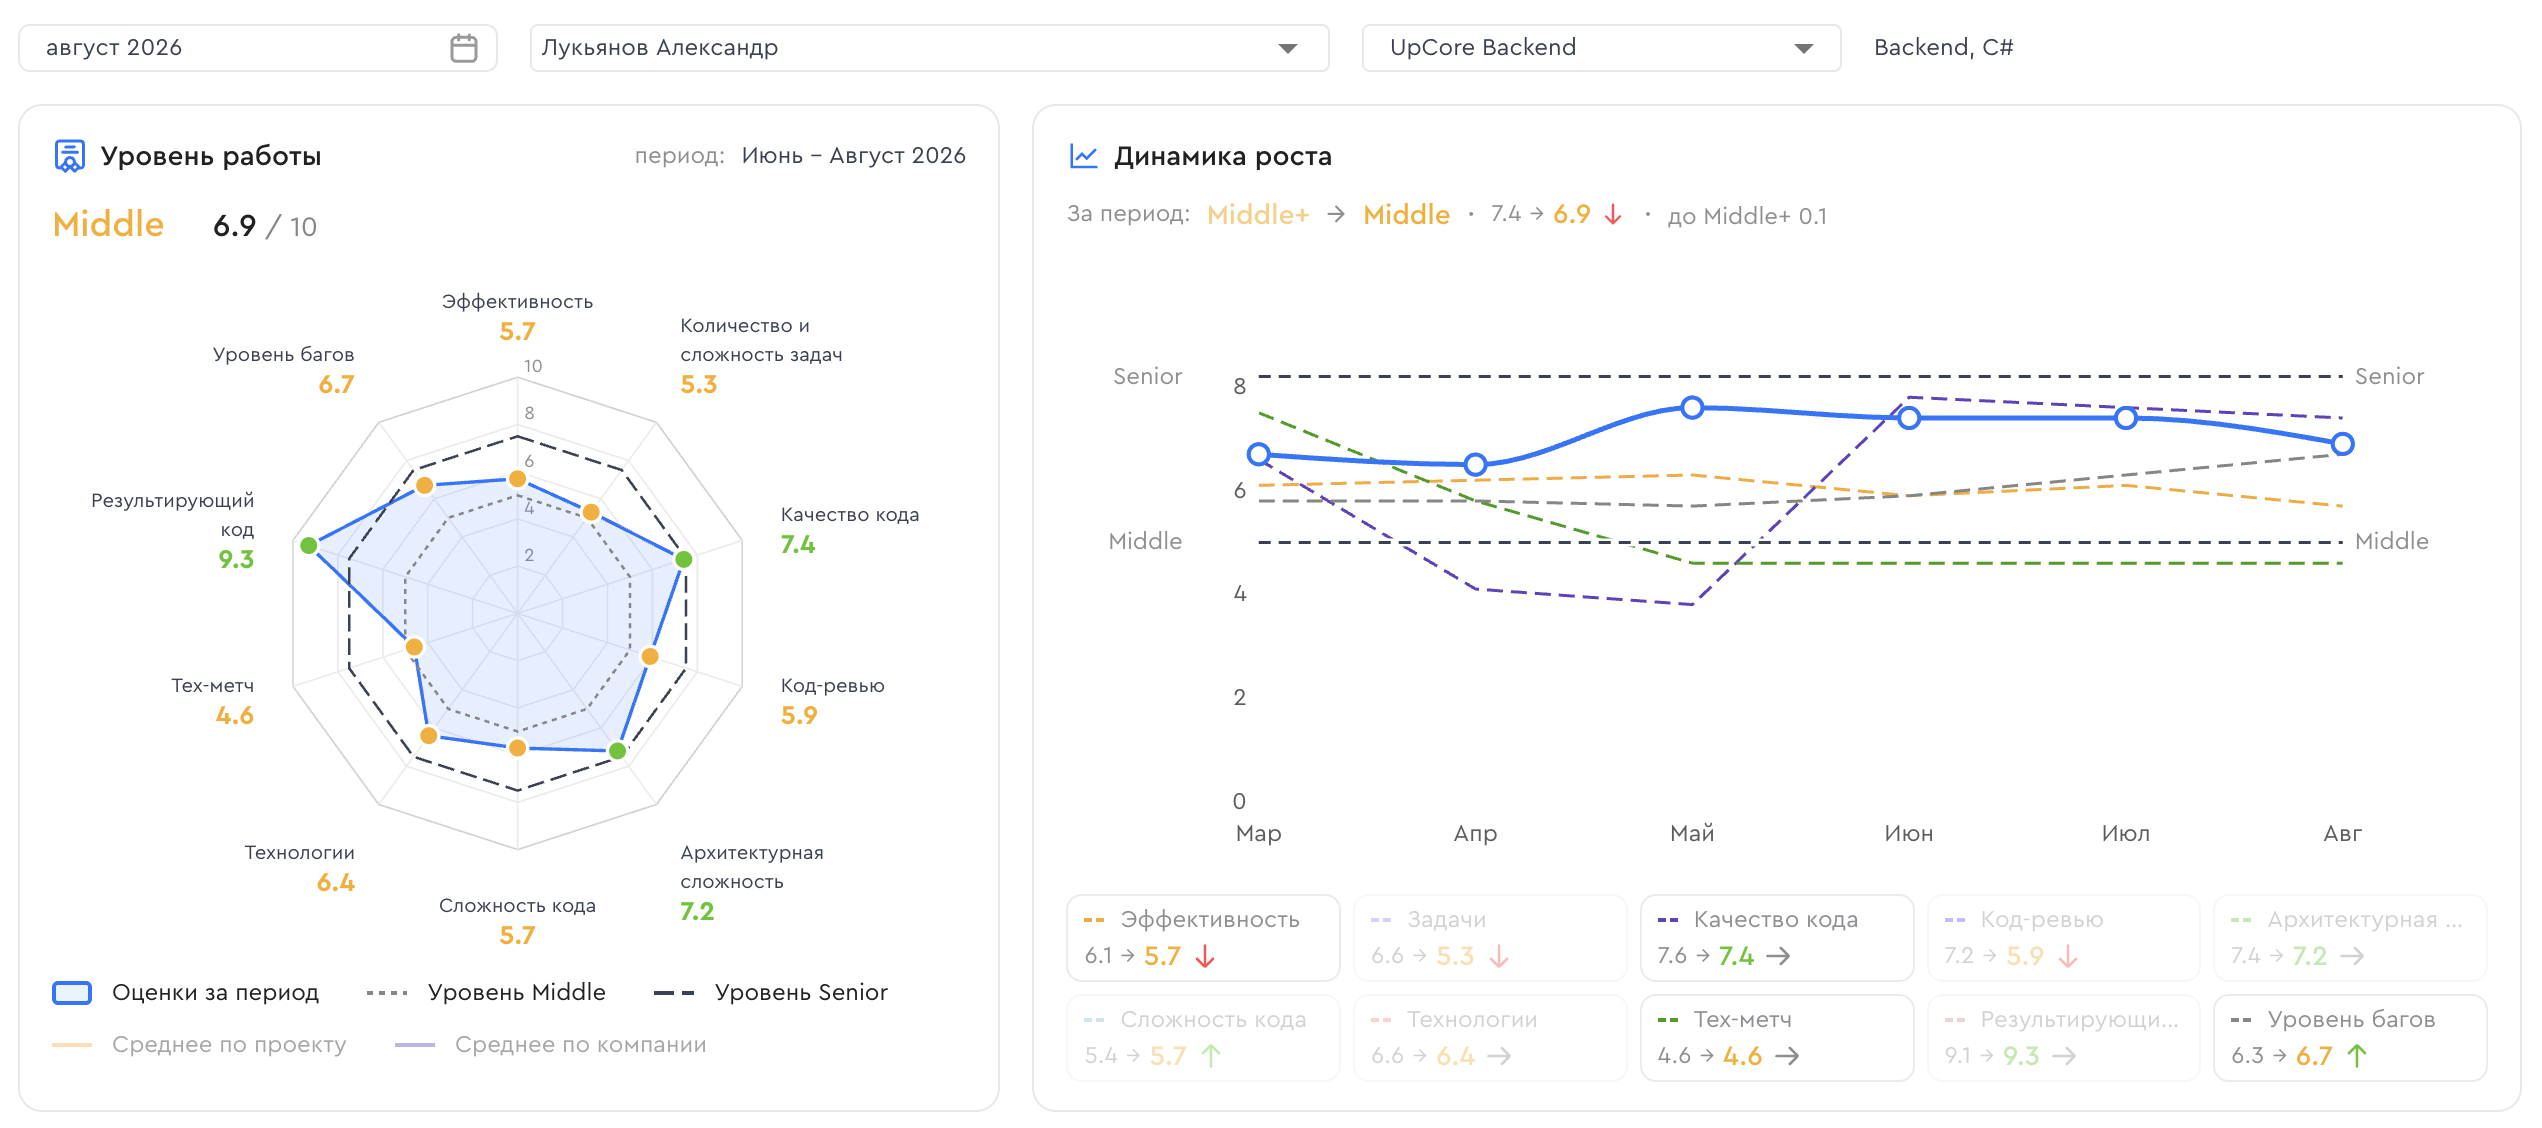 август 2026
Лукьянов Александр
UpCore Backend
Backend, C#
Уровень работы
период: Июнь – Август 2026
Middle 6.9 / 10
Эффективность
5.7
Количество и
сложность задач
5.3
Качество кода
7.4
Код-ревью
5.9
Архитектурная
сложность
7.2
Сложность кода
5.7
Технологии
6.4
Тех-метч
4.6
Результирующий
код
9.3
Уровень багов
6.7
10
8
6
4
2
Оценки за период
Уровень Middle
Уровень Senior
Среднее по проекту
Среднее по компании
Динамика роста
За период: Middle+ → Middle · 7.4 → 6.9 ↓ · до Middle+ 0.1
Senior
8
Senior
6
Middle
Middle
4
2
0
Мар
Апр
Май
Июн
Июл
Авг
Эффективность
6.1 → 5.7 ↓
Задачи
6.6 → 5.3 ↓
Качество кода
7.6 → 7.4 →
Код-ревью
7.2 → 5.9 ↓
Архитектурная ...
7.4 → 7.2 →
Сложность кода
5.4 → 5.7 ↑
Технологии
6.6 → 6.4 →
Тех-метч
4.6 → 4.6 →
Результирующи...
9.1 → 9.3 →
Уровень багов
6.3 → 6.7 ↑